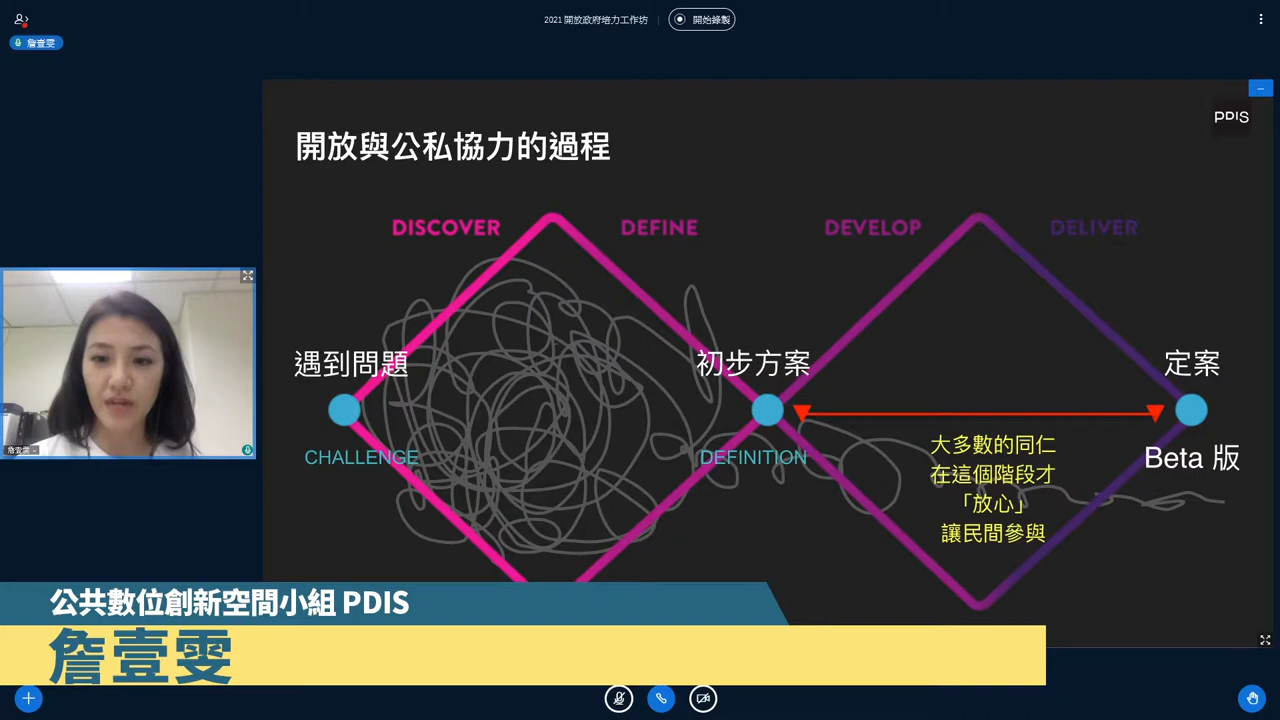 2021 開放政府培力工作坊
開始錄製
詹壹雯
PDIS
開放與公私協力的過程
DISCOVER
DEFINE
DEVELOP
DELIVER
遇到問題
初步方案
定案
CHALLENGE
DEFINITION
Beta 版
大多數的同仁
在這個階段才
「放心」
讓民間參與
詹壹雯
公共數位創新空間小組 PDIS
詹壹雯